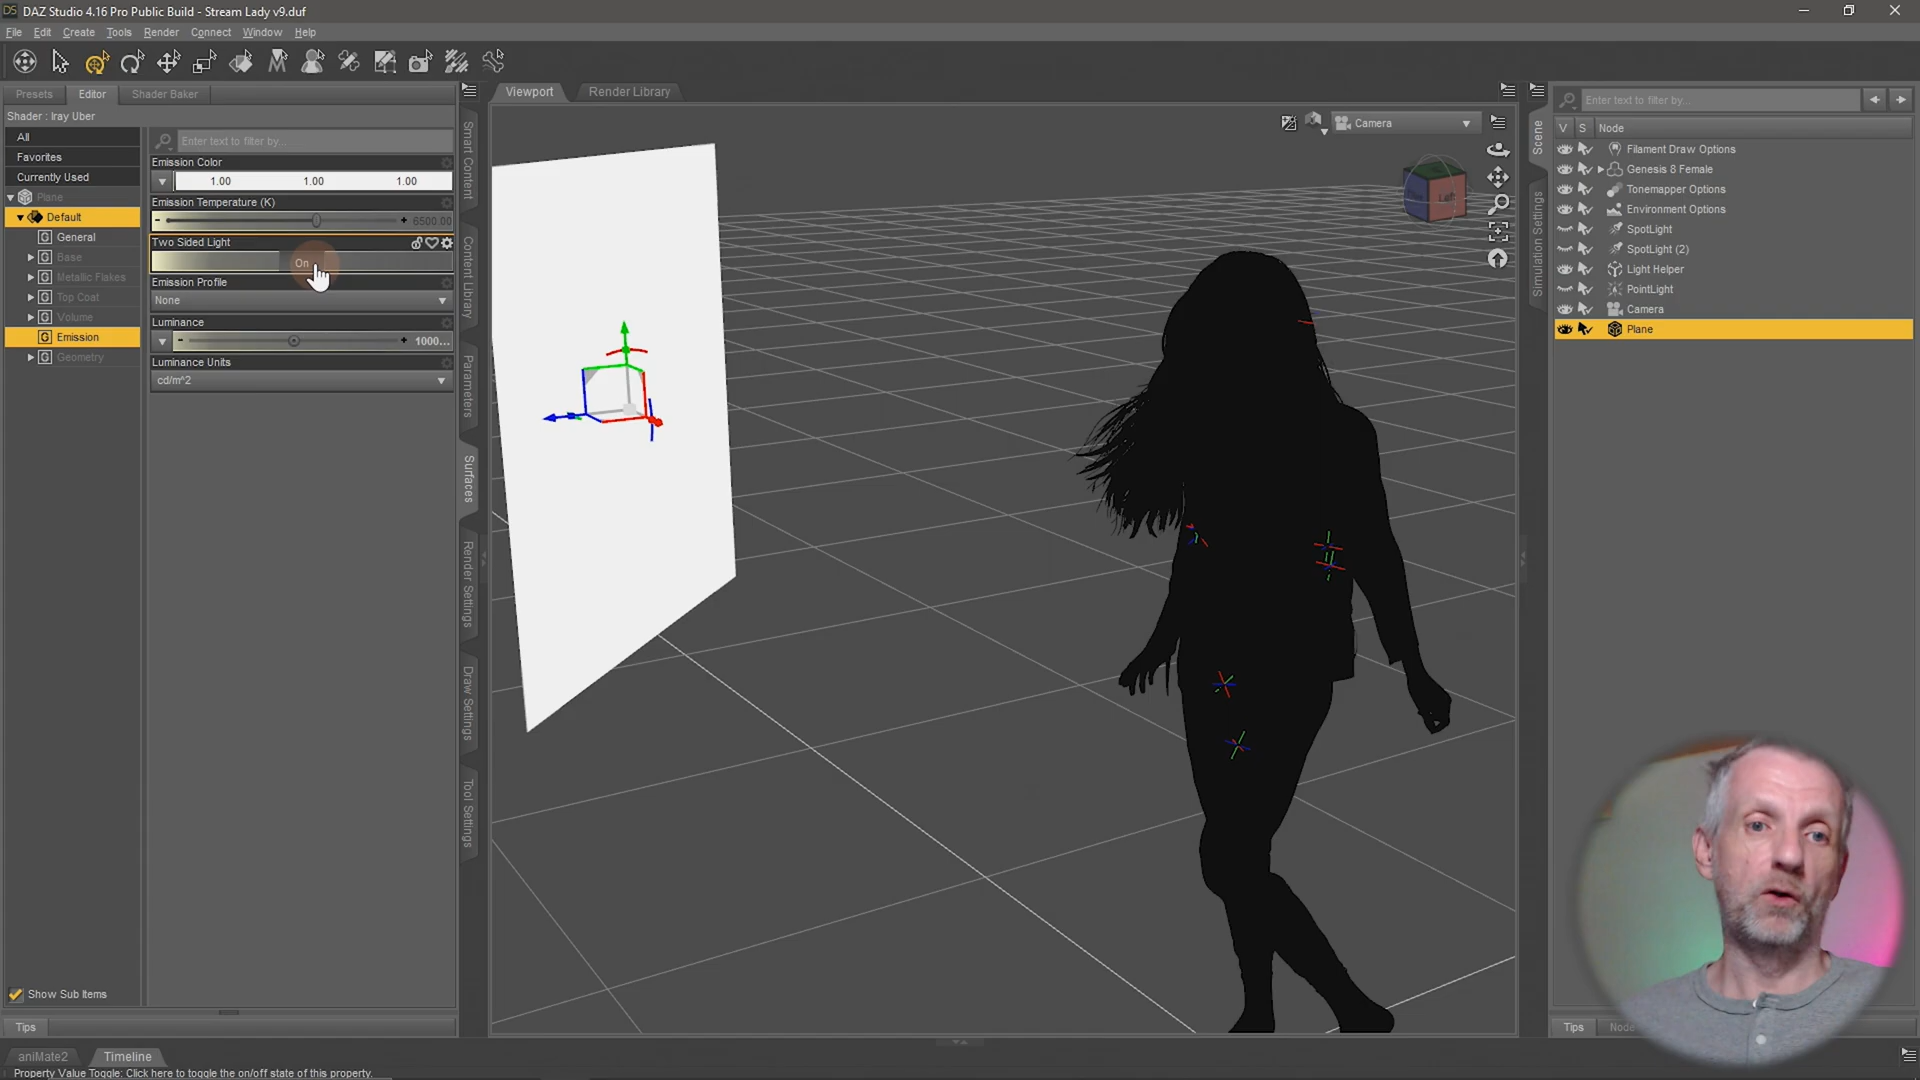 DAZ Studio 4.16 Pro Public Build - Stream Lady v9.duf
File Edit Create Tools Render Connect Window Help
Presets Editor Shader Baker
Shader : Iray Uber
All
Favorites
Currently Used
Plane
Default
General
Base
Metallic Flakes
Top Coat
Volume
Emission
Geometry
Show Sub Items
Tips
Enter text to filter by...
Emission Color
1.00 1.00 1.00
Emission Temperature (K)
6500.00
Two Sided Light
On
Emission Profile
None
Luminance
1000...
Luminance Units
cd/m^2
Smart Content
Content Library
Parameters
Surfaces
Render Settings
Draw Settings
Tool Settings
Viewport Render Library
Camera
Left
Scene
Simulation Settings
Enter text to filter by...
V S Node
Filament Draw Options
Genesis 8 Female
Tonemapper Options
Environment Options
SpotLight
SpotLight (2)
Light Helper
PointLight
Camera
Plane
Tips Node
aniMate2 Timeline
Property Value Toggle: Click here to toggle the on/off state of this property.